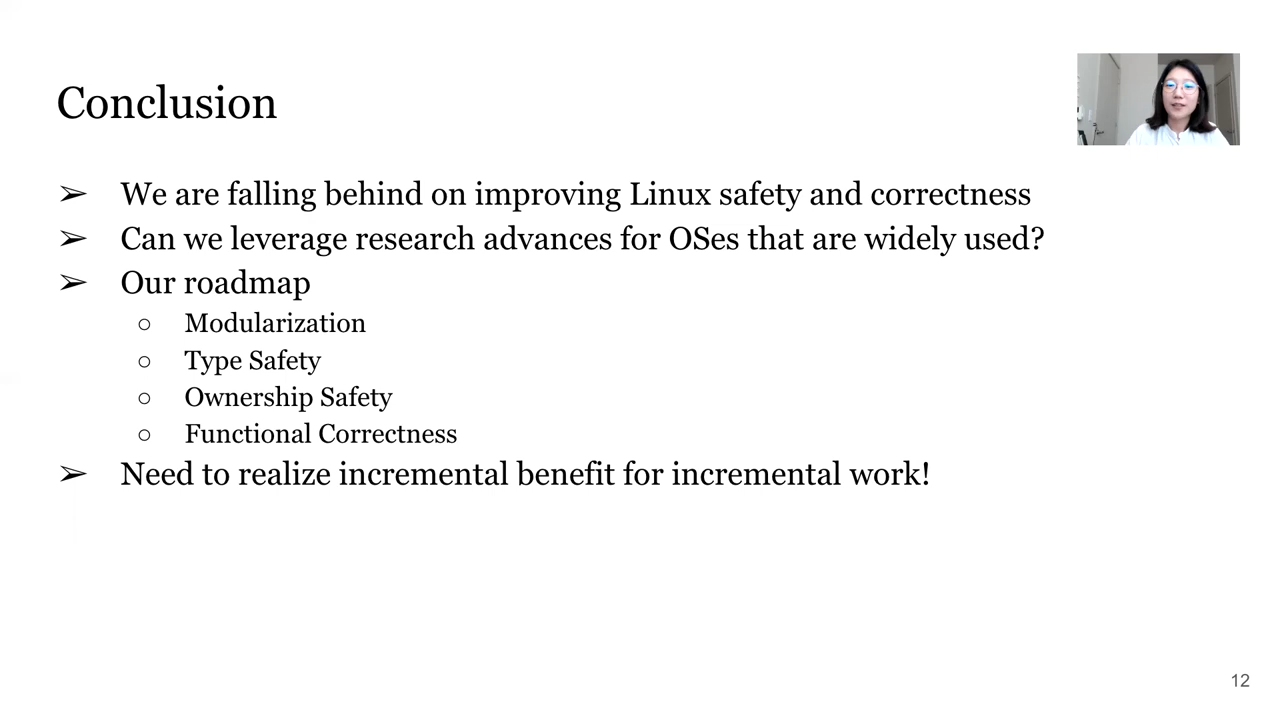 Conclusion
➢ We are falling behind on improving Linux safety and correctness
➢ Can we leverage research advances for OSes that are widely used?
➢ Our roadmap
○ Modularization
○ Type Safety
○ Ownership Safety
○ Functional Correctness
➢ Need to realize incremental benefit for incremental work!
12